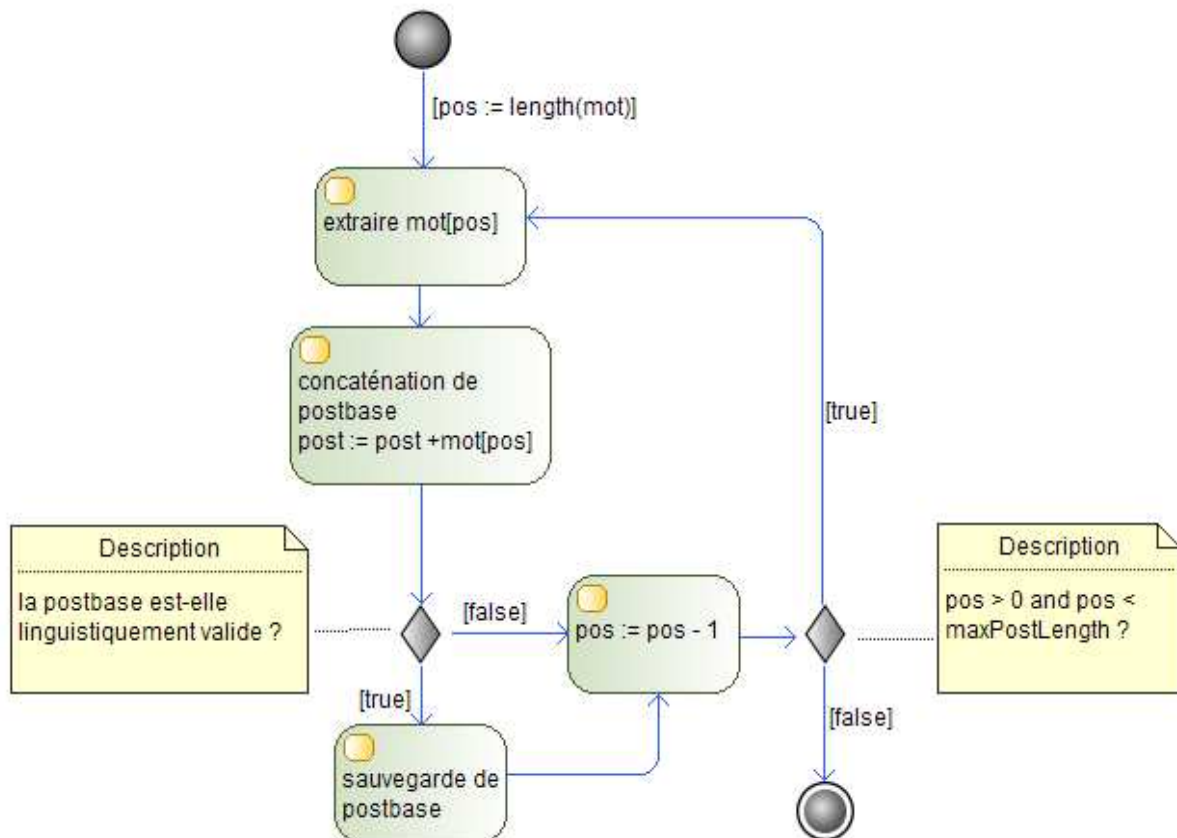 [pos := length(mot)]
extraire mot[pos]
concaténation de
postbase
post := post +mot[pos]
[true]
Description
la postbase est-elle
linguistiquement valide ?
[false]
pos := pos - 1
Description
pos > 0 and pos <
maxPostLength ?
[true]
[false]
sauvegarde de
postbase